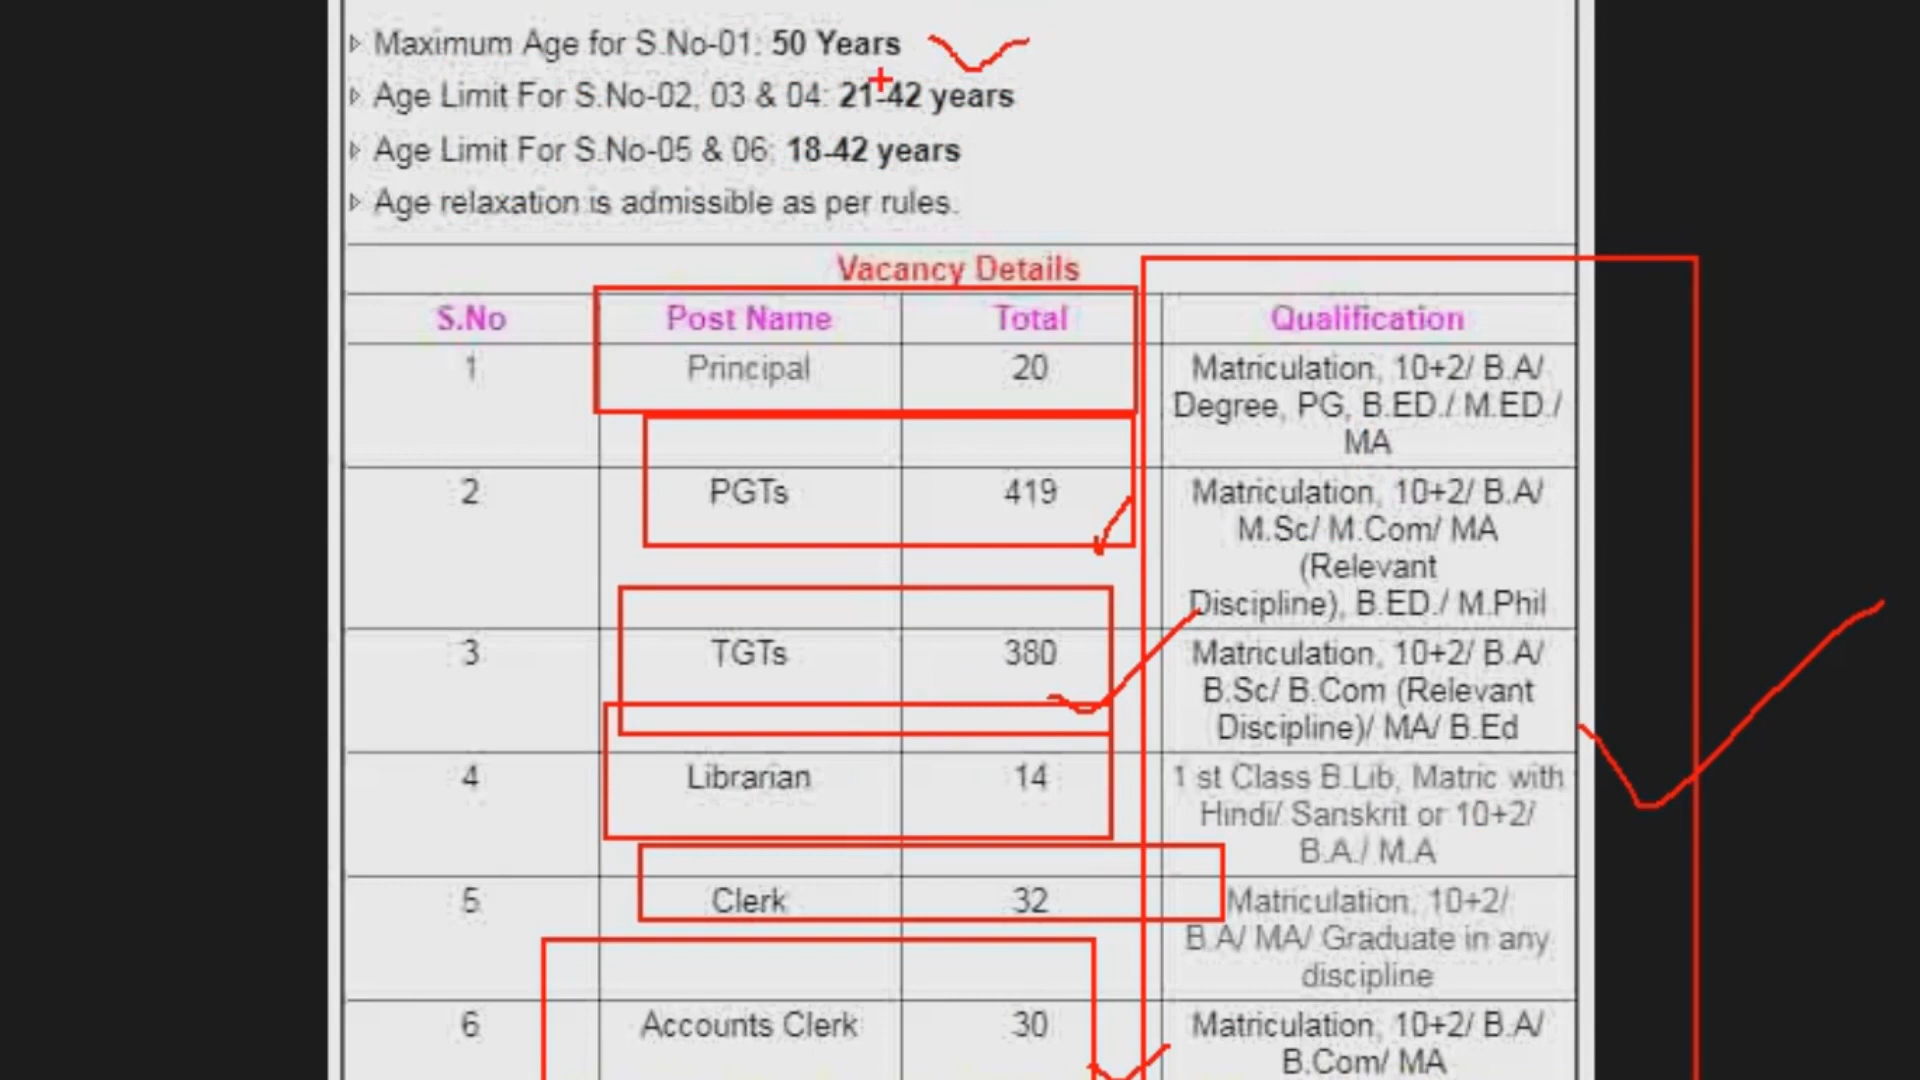 Maximum Age for S.No-01: 50 Years
Age Limit For S.No-02, 03 & 04: 21-42 years
Age Limit For S.No-05 & 06: 18-42 years
Age relaxation is admissible as per rules.
Vacancy Details
S.No Post Name Total Qualification
1 Principal 20 Matriculation, 10+2/ B.A/
Degree, PG, B.ED./ M.ED./
MA
2 PGTs 419 Matriculation, 10+2/ B.A/
M.Sc/ M.Com/ MA
(Relevant
Discipline), B.ED./ M.Phil
3 TGTs 380 Matriculation, 10+2/ B.A/
B.Sc/ B.Com (Relevant
Discipline)/ MA/ B.Ed
4 Librarian 14 1 st Class B.Lib, Matric with
Hindi/ Sanskrit or 10+2/
B.A./ M.A
5 Clerk 32 Matriculation, 10+2/
B.A/ MA/ Graduate in any
discipline
6 Accounts Clerk 30 Matriculation, 10+2/ B.A/
B.Com/ MA